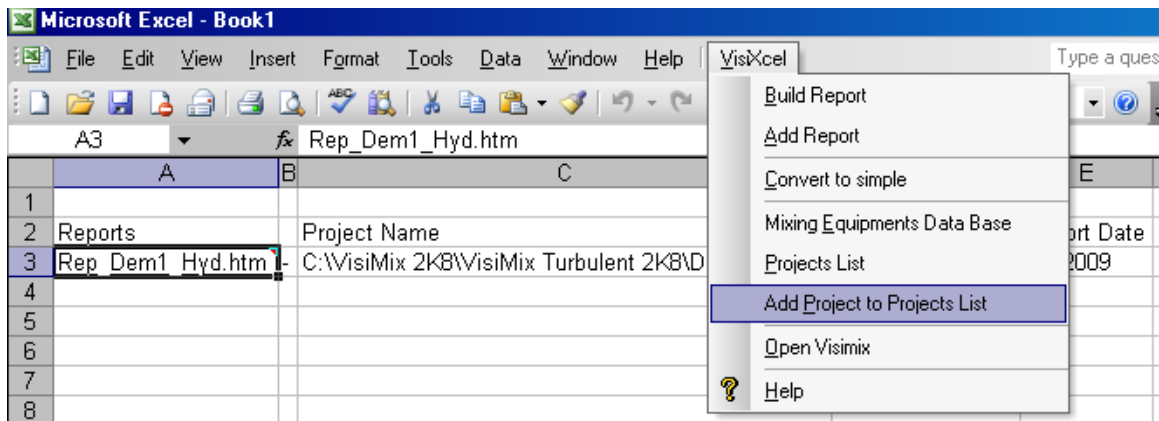 Microsoft Excel - Book1
File Edit View Insert Format Tools Data Window Help VisiXcel Type a ques
A3 fx Rep_Dem1_Hyd.htm
Build Report
Add Report
Convert to simple
Mixing Equipments Data Base
Projects List
Add Project to Projects List
Open Visimix
Help
A B C E
1
2 Reports Project Name ort Date
3 Rep_Dem1_Hyd.htm - C:\VisiMix 2K8\VisiMix Turbulent 2K8\D 2009
4
5
6
7
8